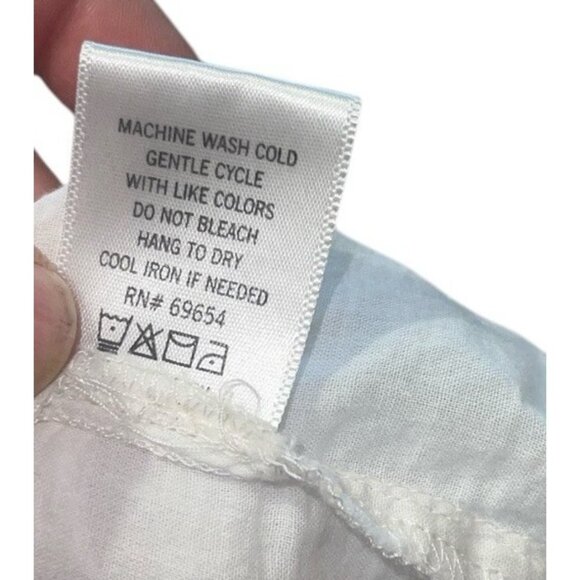 MACHINE WASH COLD
GENTLE CYCLE
WITH LIKE COLORS
DO NOT BLEACH
HANG TO DRY
COOL IRON IF NEEDED
RN# 69654